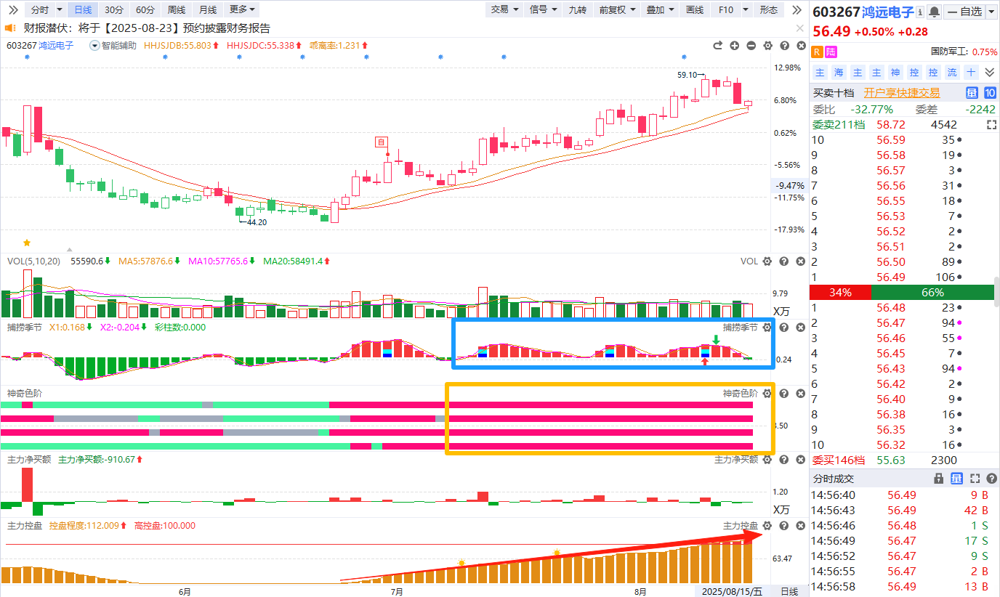 分时 日线 30分 60分 周线 月线 更多 交易 信号 九转 前复权 叠加 画线 F10 形态
财报潜伏：将于【2025-08-23】预约披露财务报告
603267 鸿远电子 智能辅助 HHJSJDB:55.803 HHJSJDC:55.338 乖离率:1.231
12.98%
59.10
6.80%
0.62%
自
-5.56%
-9.47%
-11.75%
44.20
-17.93%
VOL(5,10,20) 55590.6 MA5:57876.6 MA10:57765.6 MA20:58491.4 VOL
9.79
X万
捕捞季节 X1:0.168 X2:-0.204 彩柱数:0.000 捕捞季节
0.24
神奇色阶 神奇色阶
3.50
主力净买额 主力净买额:-910.67 主力净买额
1.20
X万
主力控盘 控盘程度:112.009 高控盘:100.000 主力控盘
63.47
6月 7月 8月 2025/08/15/五 日线
603267 鸿远电子 自选
56.49 +0.50% +0.28
R 陆 国防军工: 0.75%
主 海 主 主 神 控 控 流 十
买卖十档 开户享快捷交易 量 10
委比 -32.77% 委差 -2242
委卖211档 58.72 4542
10 56.59 35
9 56.58 19
8 56.57 3
7 56.56 31
6 56.55 18
5 56.53 7
4 56.52 2
3 56.51 2
2 56.50 89
1 56.49 106
34% 66%
1 56.48 23
2 56.47 94
3 56.46 55
4 56.45 7
5 56.43 94
6 56.42 2
7 56.40 9
8 56.38 16
9 56.35 3
10 56.32 16
委买146档 55.63 2300
分时成交 量
14:56:40 56.49 9 B
14:56:43 56.49 42 B
14:56:46 56.48 1 S
14:56:49 56.47 17 S
14:56:52 56.47 9 S
14:56:55 56.47 2 B
14:56:58 56.49 13 B